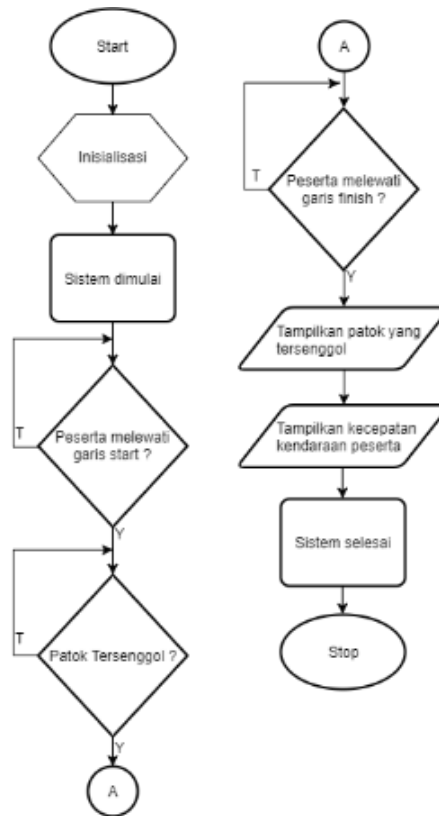 Start
Inisialisasi
Sistem dimulai
Peserta melewati
garis start ?
T
Y
Patok Tersenggol ?
T
Y
A
A
Peserta melewati
garis finish ?
T
Y
Tampilkan patok yang
tersenggol
Tampilkan kecepatan
kendaraan peserta
Sistem selesai
Stop